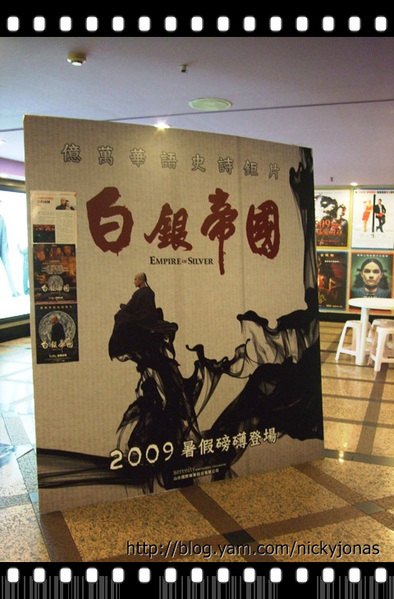 億萬華語史詩鉅片
白銀帝國
EMPIRE OF SILVER
2009 暑假磅礡登場
http://blog.yam.com/nickyjonas